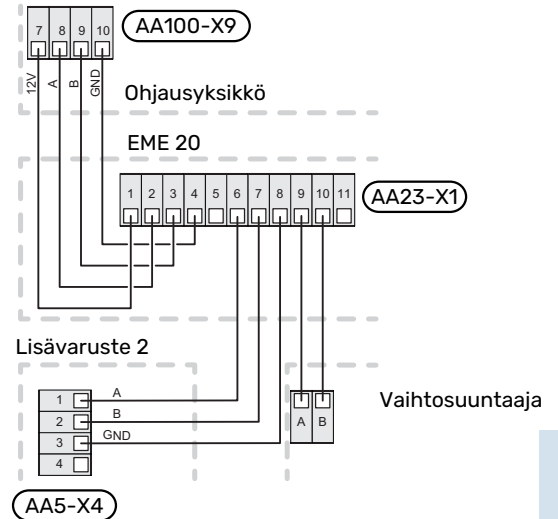 7 8 9 10
AA100-X9
12V A B GND
Ohjausyksikkö
EME 20
1 2 3 4 5 6 7 8 9 10 11
AA23-X1
Lisävaruste 2
1 A
2 B
3 GND
4
A B
Vaihtosuuntaaja
AA5-X4